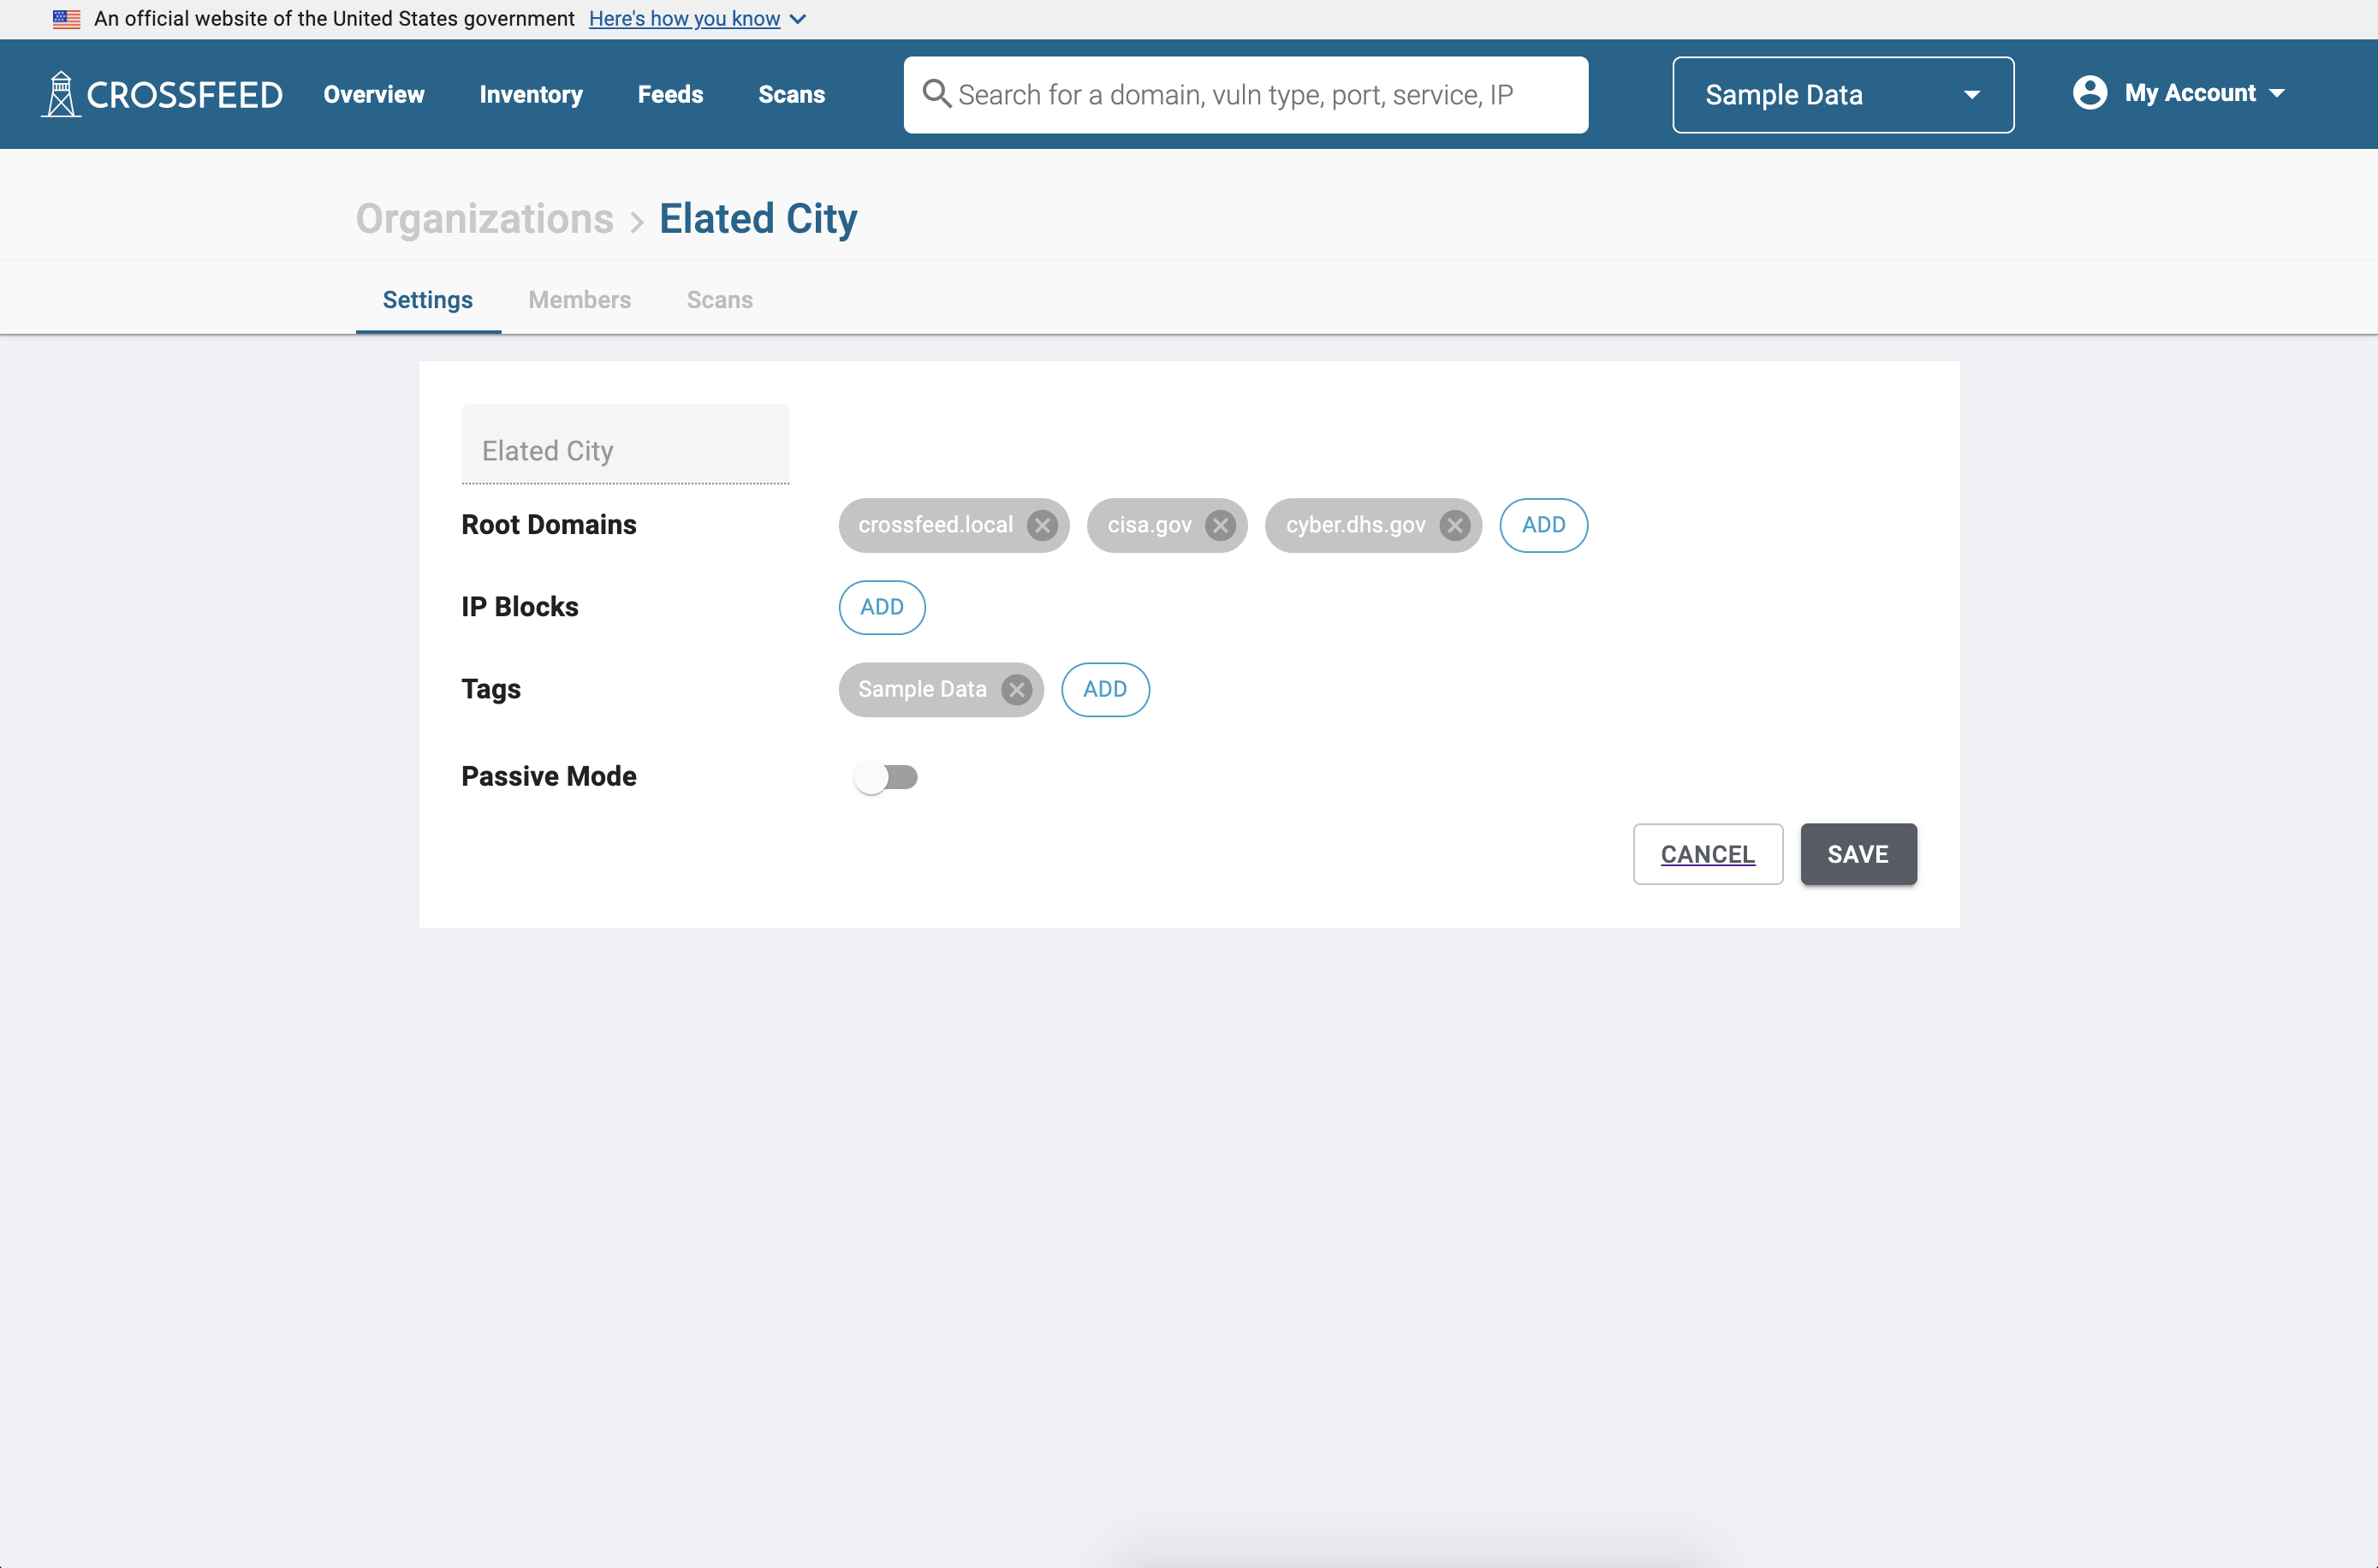 An official website of the United States government Here's how you know
CROSSFEED Overview Inventory Feeds Scans Search for a domain, vuln type, port, service, IP Sample Data My Account
Organizations > Elated City
Settings Members Scans
Elated City
Root Domains crossfeed.local cisa.gov cyber.dhs.gov ADD
IP Blocks ADD
Tags Sample Data ADD
Passive Mode
CANCEL SAVE